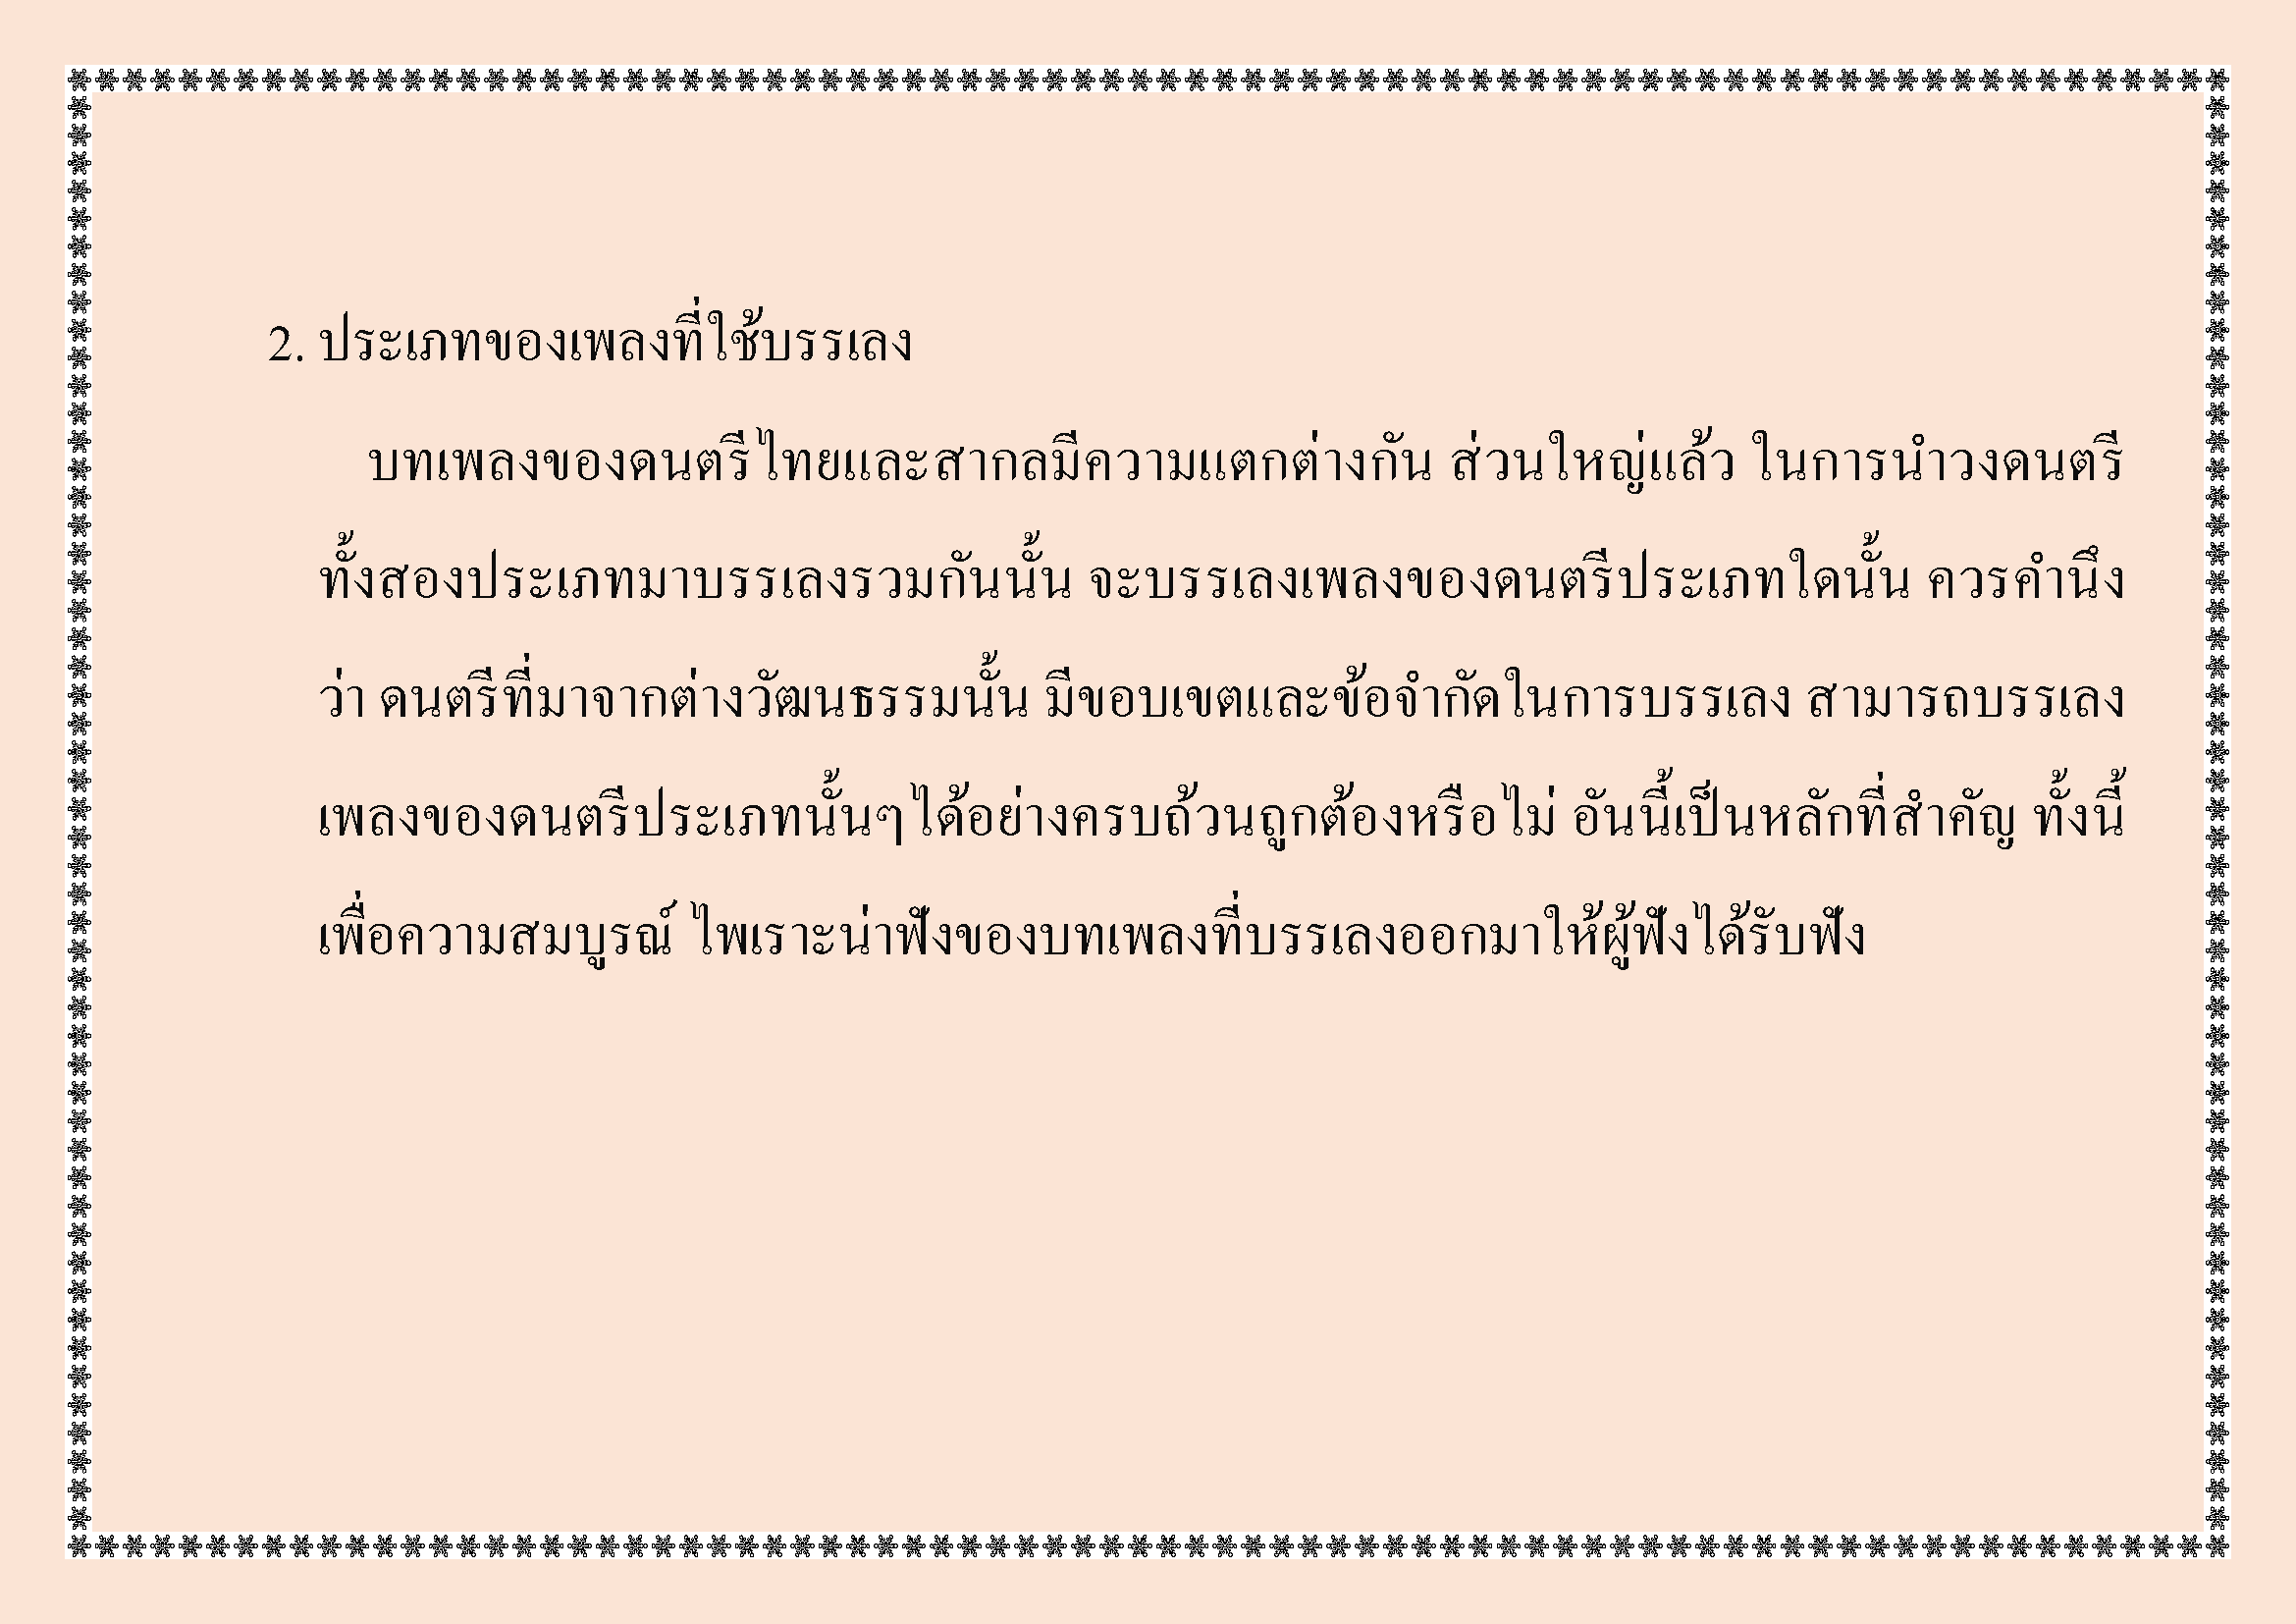 2. ประเภทของเพลงที่ใช้บรรเลง
บทเพลงของดนตรีไทยและสากลมีความแตกต่างกัน ส่วนใหญ่แล้ว ในการนำวงดนตรี
ทั้งสองประเภทมาบรรเลงรวมกันนั้น จะบรรเลงเพลงของดนตรีประเภทใดนั้น ควรคำนึง
ว่า ดนตรีที่มาจากต่างวัฒนธรรมนั้น มีขอบเขตและข้อจำกัดในการบรรเลง สามารถบรรเลง
เพลงของดนตรีประเภทนั้นๆได้อย่างครบถ้วนถูกต้องหรือไม่ อันนี้เป็นหลักที่สำคัญ ทั้งนี้
เพื่อความสมบูรณ์ ไพเราะน่าฟังของบทเพลงที่บรรเลงออกมาให้ผู้ฟังได้รับฟัง